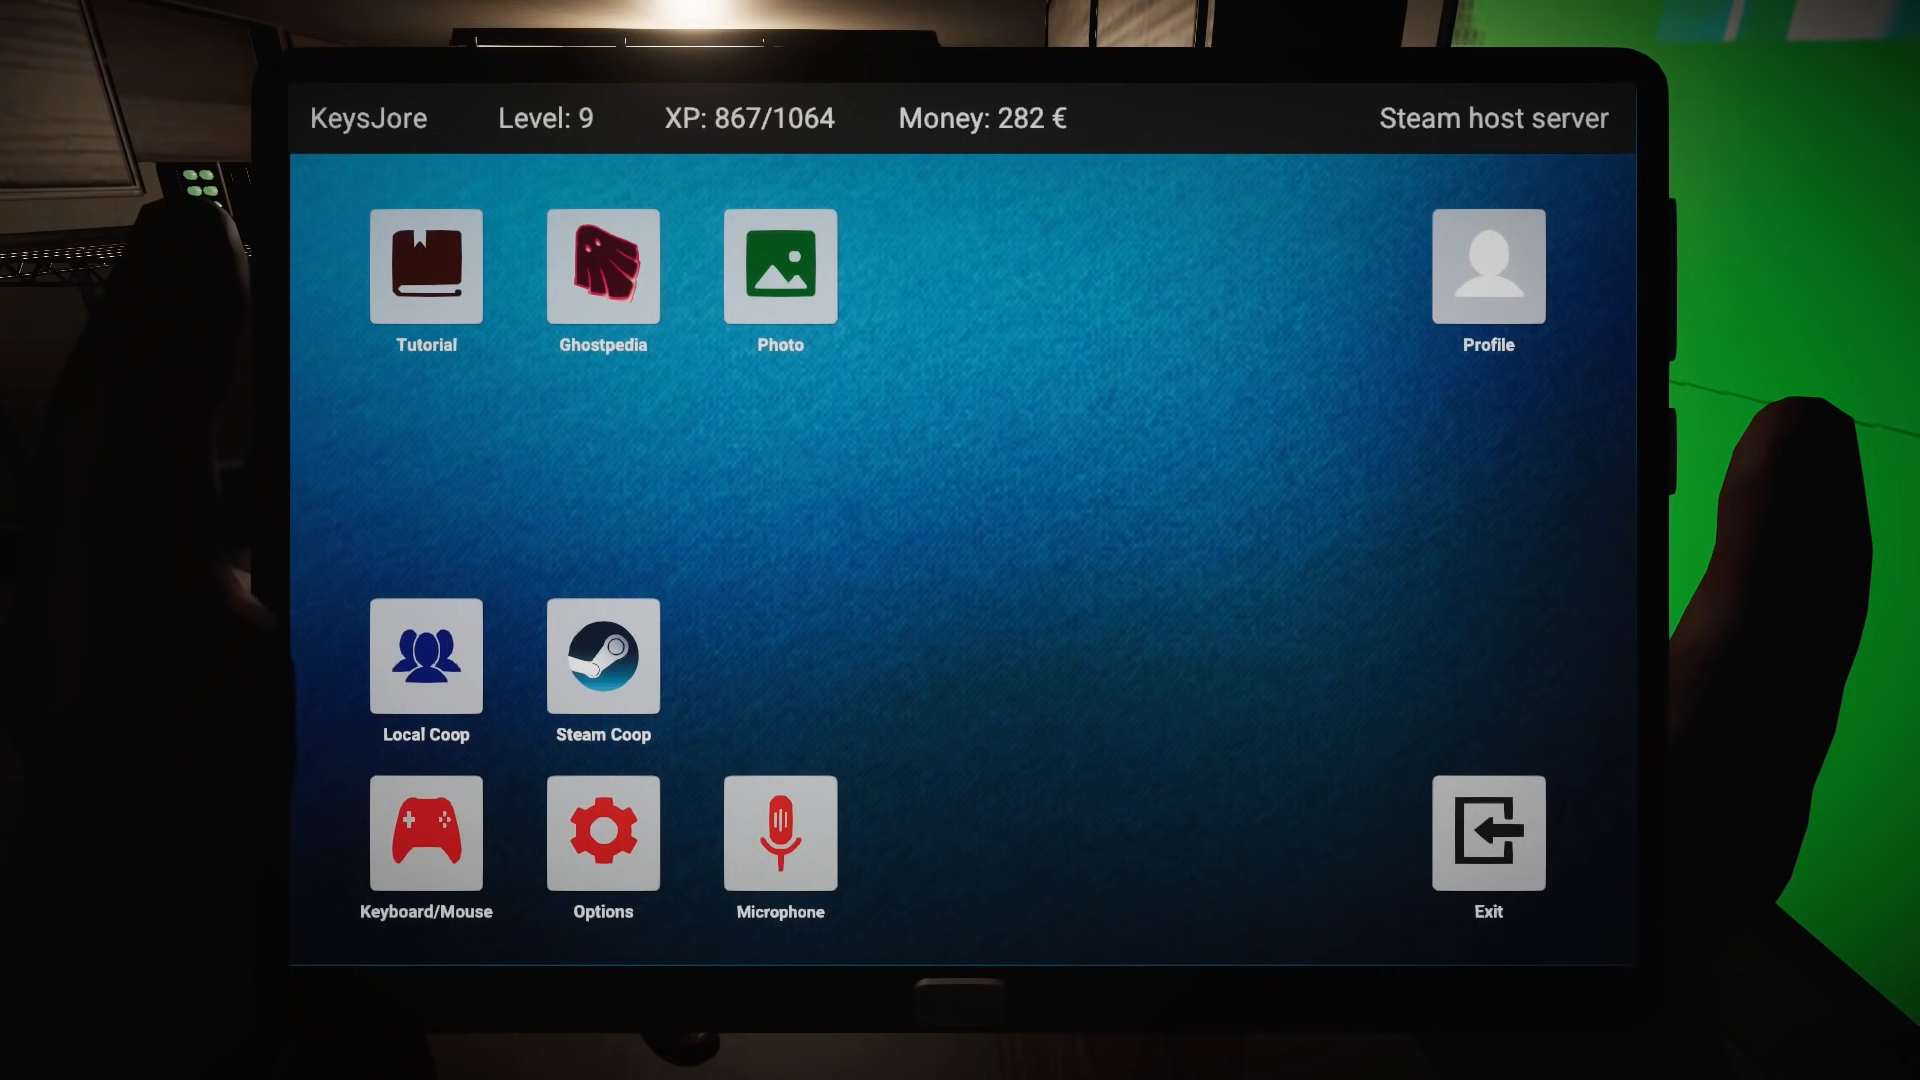 KeysJore Level: 9 XP: 867/1064 Money: 282 € Steam host server
Tutorial Ghostpedia Photo Profile
Local Coop Steam Coop
Keyboard/Mouse Options Microphone Exit